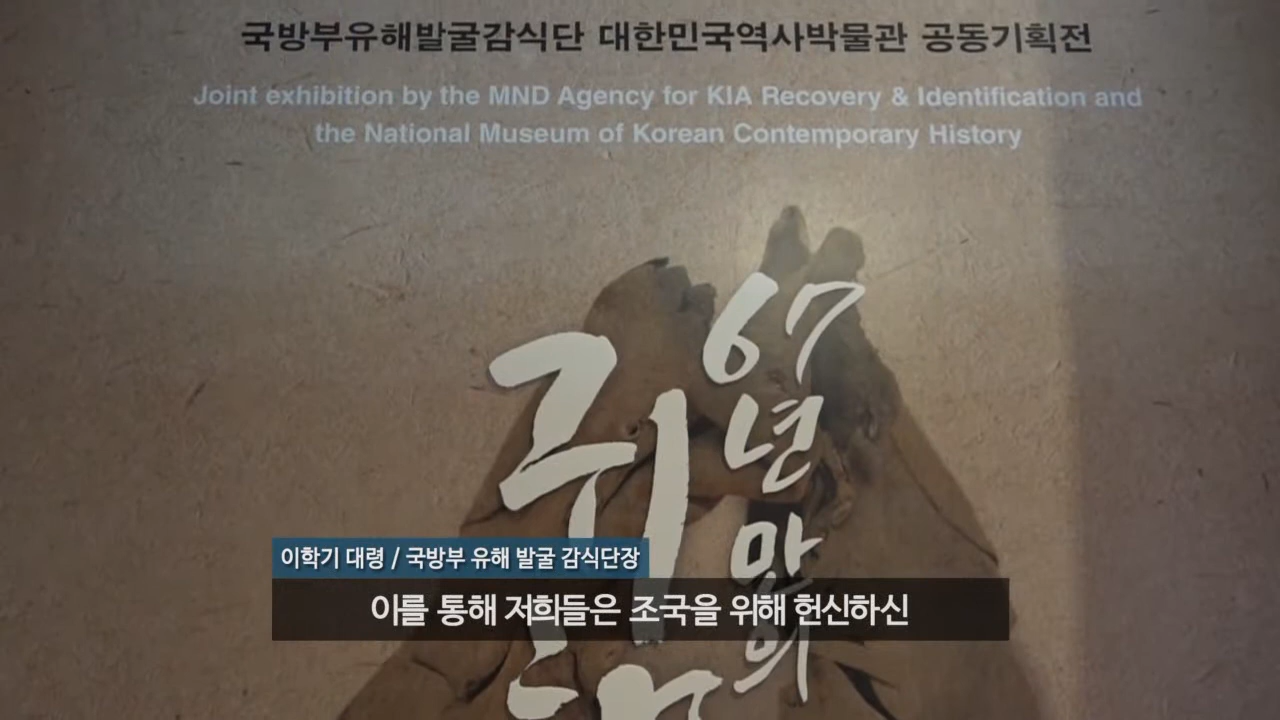 국방부유해발굴감식단 대한민국역사박물관 공동기획전
Joint exhibition by the MND Agency for KIA Recovery & Identification and
the National Museum of Korean Contemporary History
67년 만의
귀
이학기 대령 / 국방부 유해 발굴 감식단장
이를 통해 저희들은 조국을 위해 헌신하신